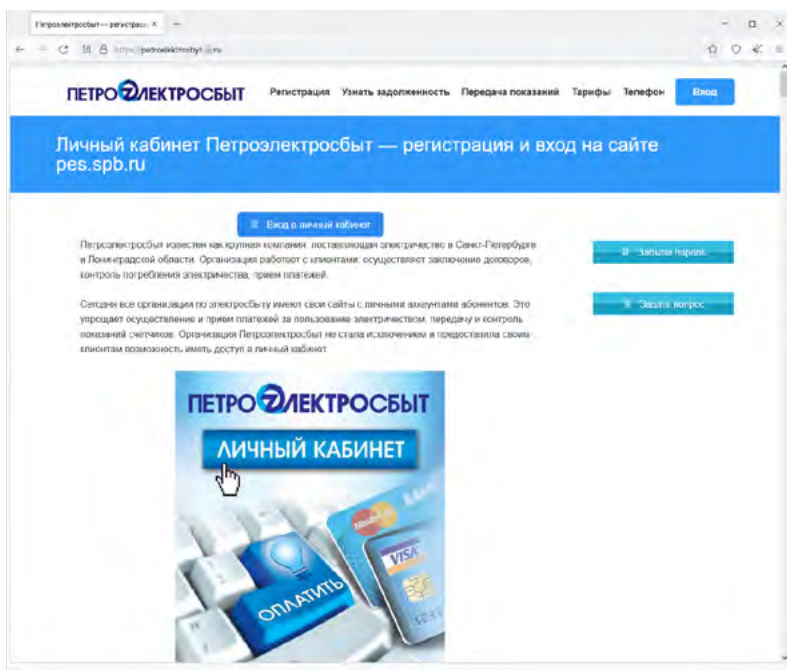 Петроэлектросбыт — регистрац
petroelektrosbyt
ПЕТРОЭЛЕКТРОСБЫТ
Регистрация Узнать задолженность Передача показаний Тарифы Телефон Вход
Личный кабинет Петроэлектросбыт — регистрация и вход на сайте
pes.spb.ru
Вход в личный кабинет
Петроэлектросбыт известен как крупная компания, поставляющая электричество в Санкт-Петербурге
и Ленинградской области. Организация работает с клиентами: осуществляет заключение договоров,
контроль потребления электричества, прием платежей.
Забыли пароль
Сегодня все организации по электросбыту имеют свои сайты с личными аккаунтами абонентов. Это
упрощает осуществление и прием платежей за пользование электричеством, передачу и контроль
показаний счетчиков. Организация Петроэлектросбыт не стала исключением и предоставила своим
клиентам возможность иметь доступ в личный кабинет.
Задать вопрос
ПЕТРОЭЛЕКТРОСБЫТ
ЛИЧНЫЙ КАБИНЕТ
MasterCard
VISA
ОПЛАТИТЬ